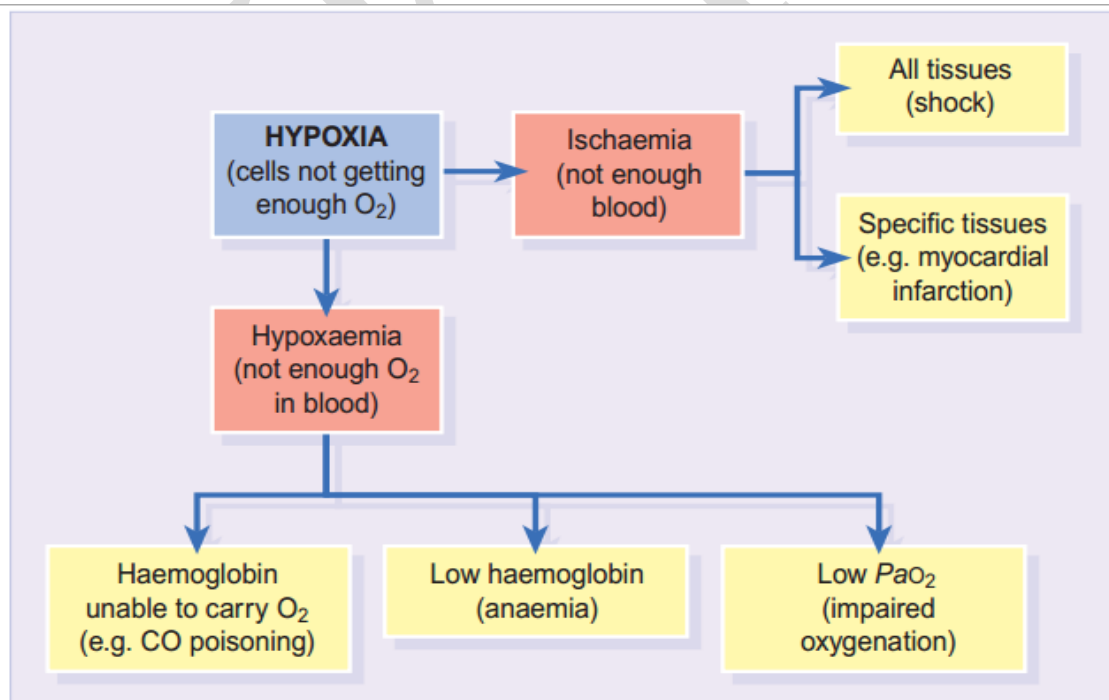 HYPOXIA
(cells not getting
enough O₂)
Ischaemia
(not enough
blood)
All tissues
(shock)
Specific tissues
(e.g. myocardial
infarction)
Hypoxaemia
(not enough O₂
in blood)
Haemoglobin
unable to carry O₂
(e.g. CO poisoning)
Low haemoglobin
(anaemia)
Low PaO₂
(impaired
oxygenation)